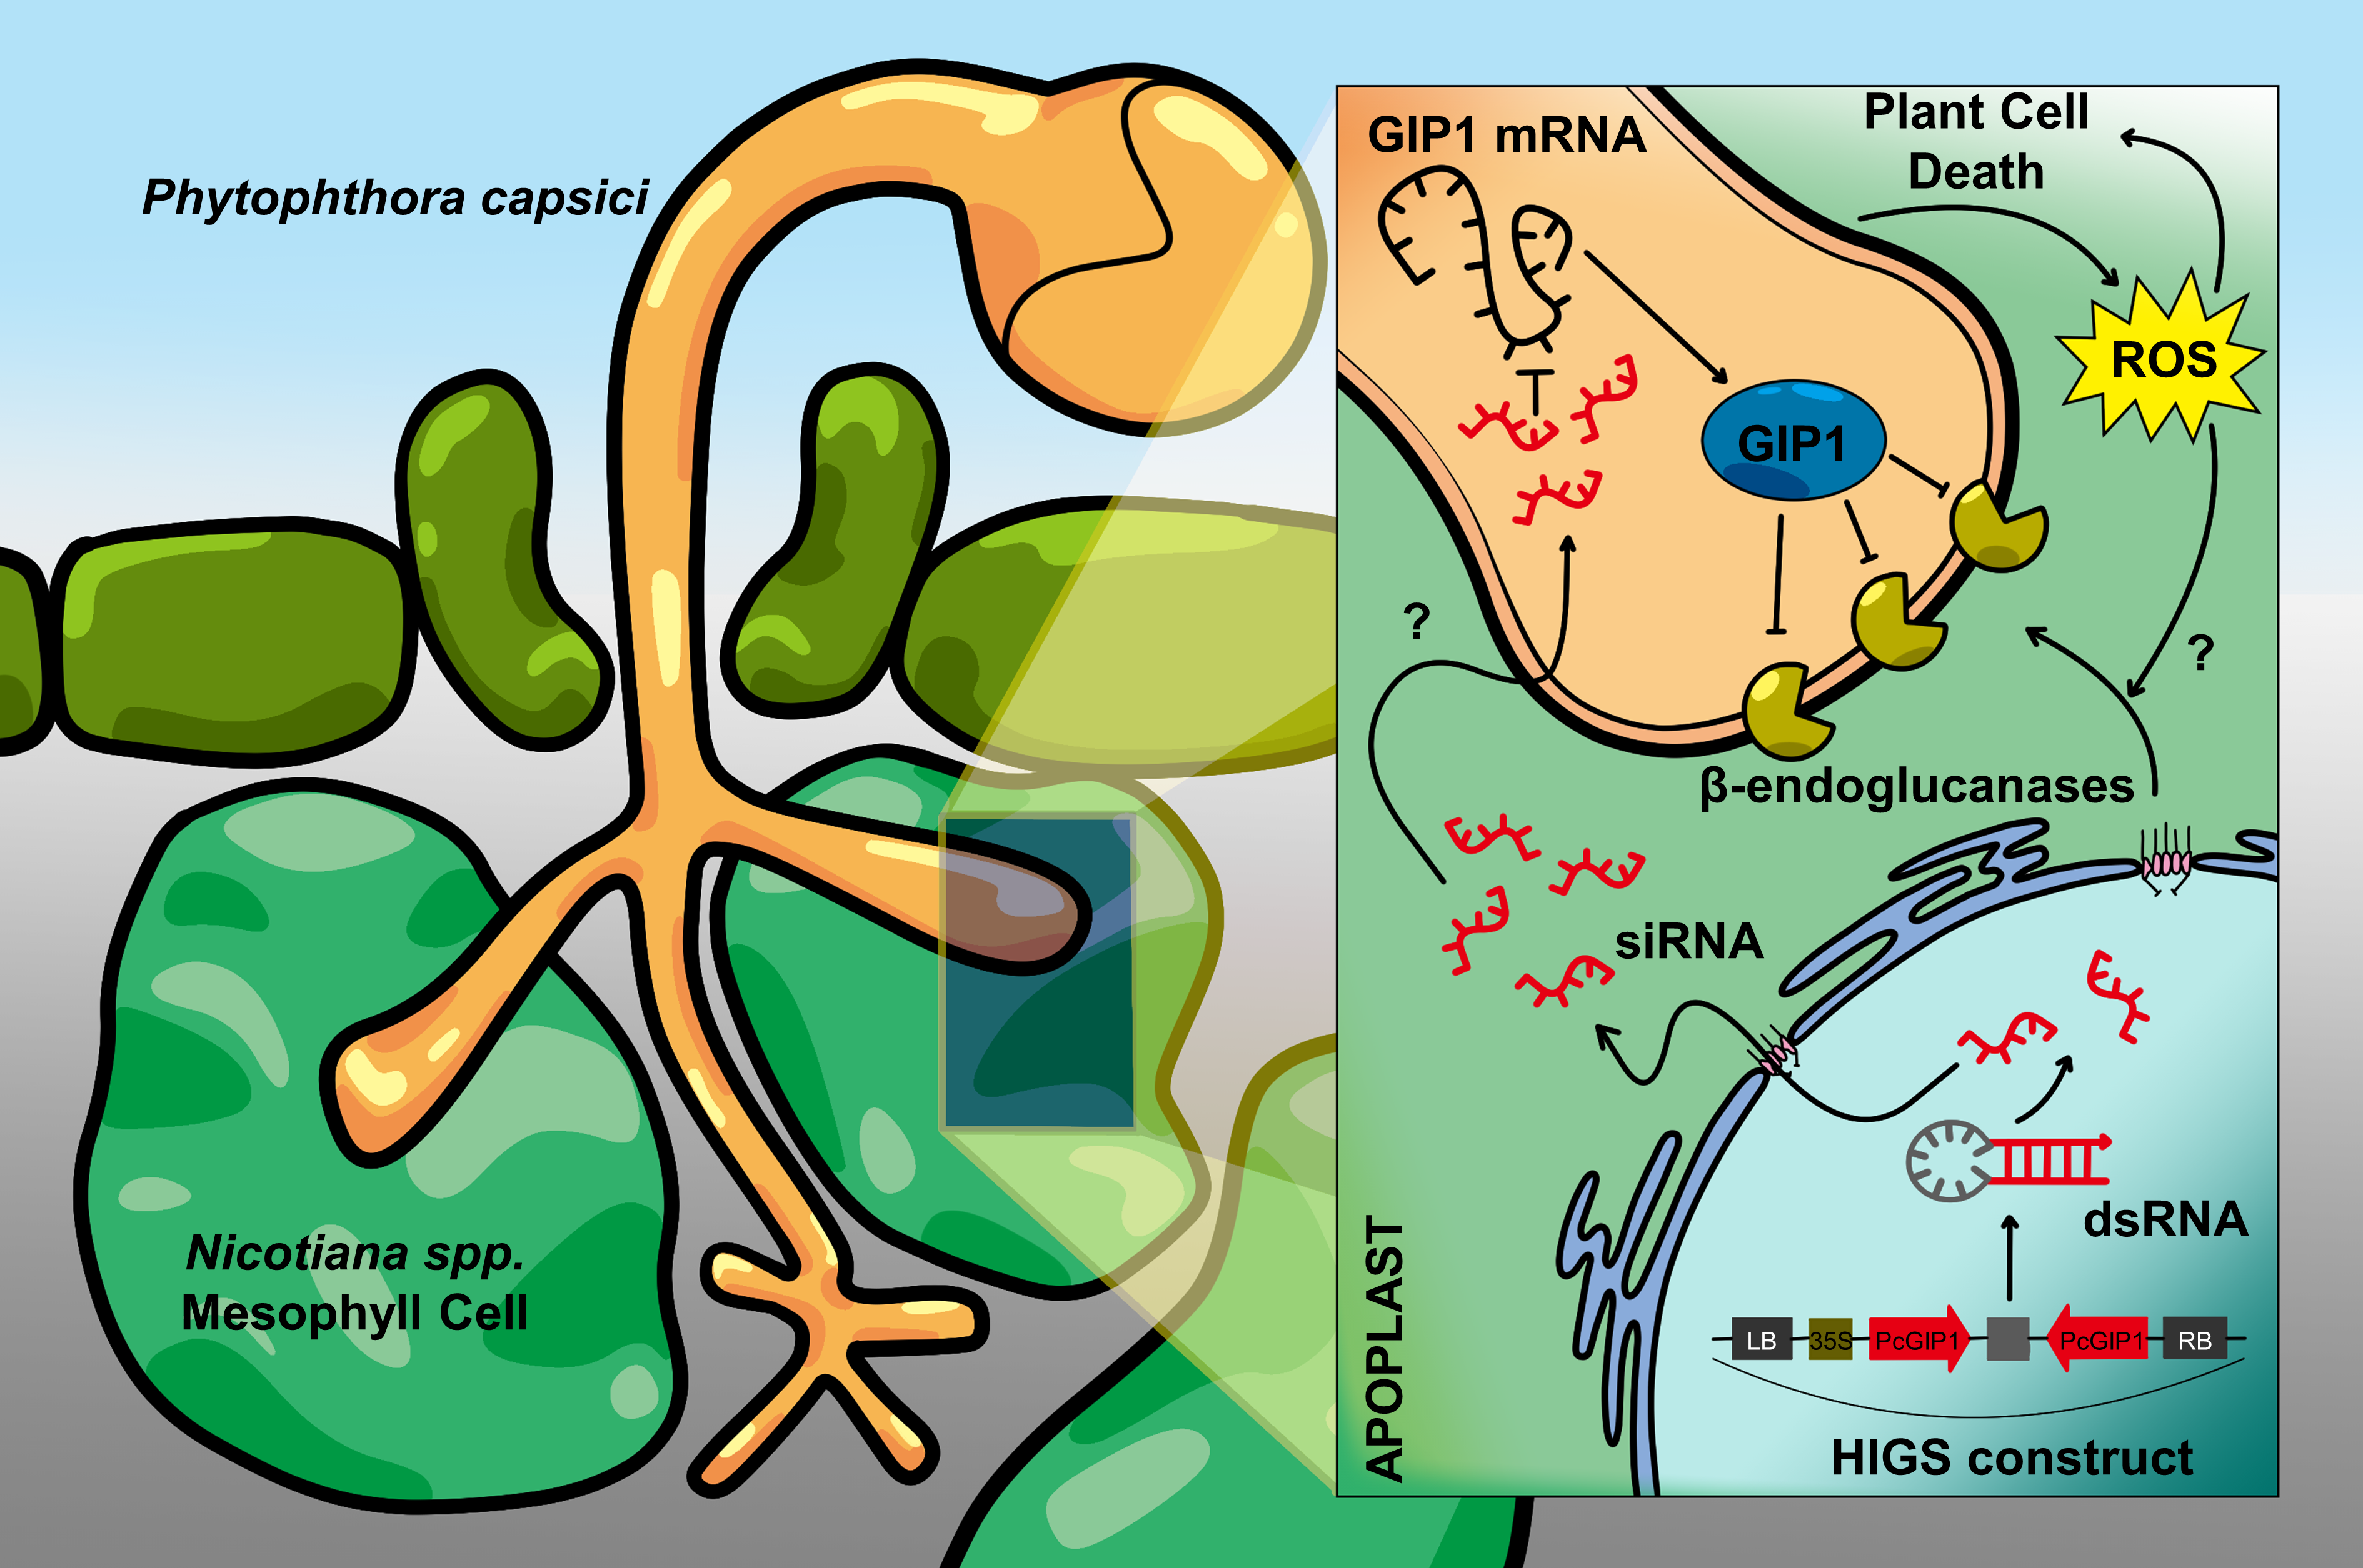 Phytophthora capsici
Nicotiana spp.
Mesophyll Cell
GIP1 mRNA
Plant Cell
Death
ROS
GIP1
?
?
β-endoglucanases
siRNA
dsRNA
LB 35S PcGIP1 PcGIP1 RB
HIGS construct
APOPLAST